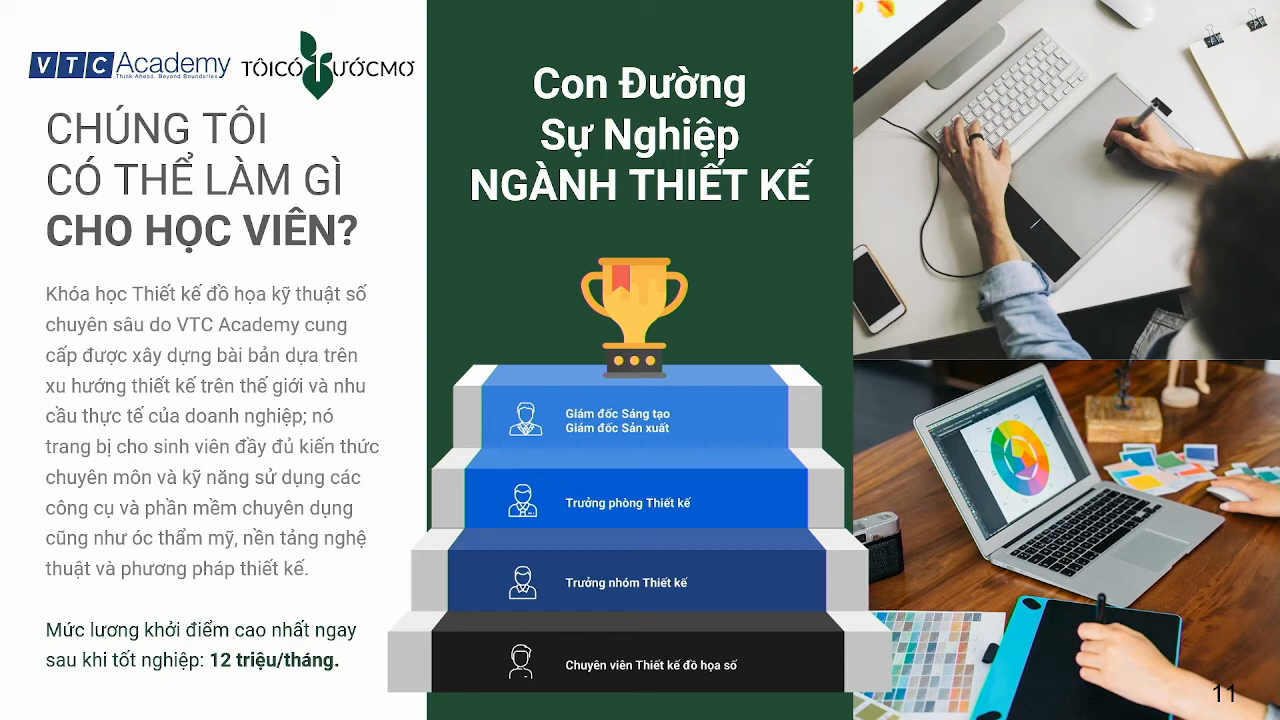 VTC Academy
Think Ahead, Beyond Boundaries
TÔICÓ1ƯỚCMƠ
CHÚNG TÔI
CÓ THỂ LÀM GÌ
CHO HỌC VIÊN?
Khóa học Thiết kế đồ họa kỹ thuật số
chuyên sâu do VTC Academy cung
cấp được xây dựng bài bản dựa trên
xu hướng thiết kế trên thế giới và nhu
cầu thực tế của doanh nghiệp; nó
trang bị cho sinh viên đầy đủ kiến thức
chuyên môn và kỹ năng sử dụng các
công cụ và phần mềm chuyên dụng
cũng như óc thẩm mỹ, nền tảng nghệ
thuật và phương pháp thiết kế.
Mức lương khởi điểm cao nhất ngay
sau khi tốt nghiệp: 12 triệu/tháng.
Con Đường
Sự Nghiệp
NGÀNH THIẾT KẾ
Giám đốc Sáng tạo
Giám đốc Sản xuất
Trưởng phòng Thiết kế
Trưởng nhóm Thiết kế
Chuyên viên Thiết kế đồ họa số
11